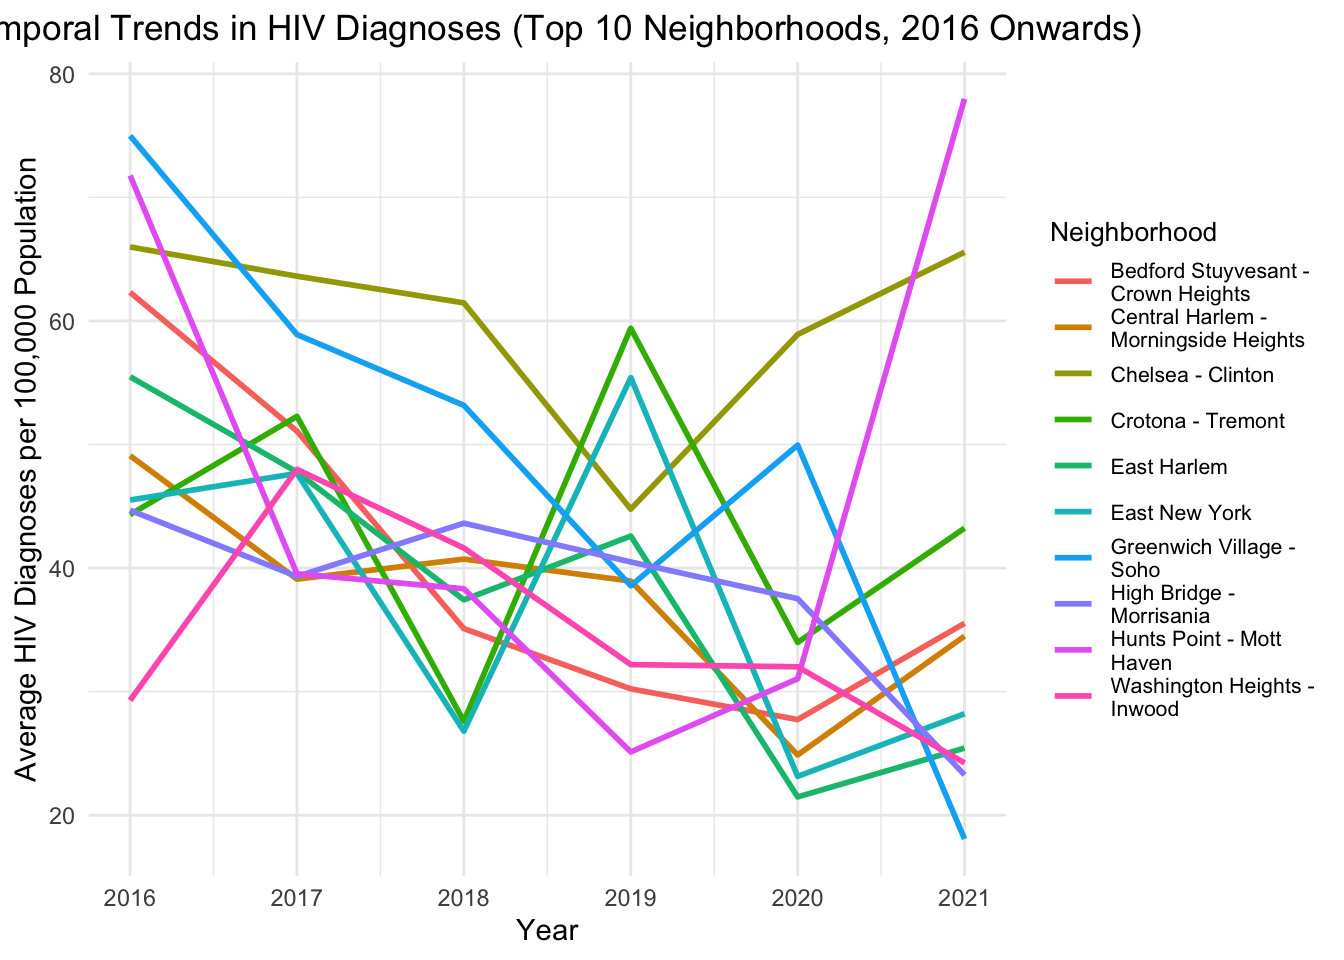 mporal Trends in HIV Diagnoses (Top 10 Neighborhoods, 2016 Onwards)
Average HIV Diagnoses per 100,000 Population
80
60
40
20
2016 2017 2018 2019 2020 2021
Year
Neighborhood
Bedford Stuyvesant -
Crown Heights
Central Harlem -
Morningside Heights
Chelsea - Clinton
Crotona - Tremont
East Harlem
East New York
Greenwich Village -
Soho
High Bridge -
Morrisania
Hunts Point - Mott
Haven
Washington Heights -
Inwood